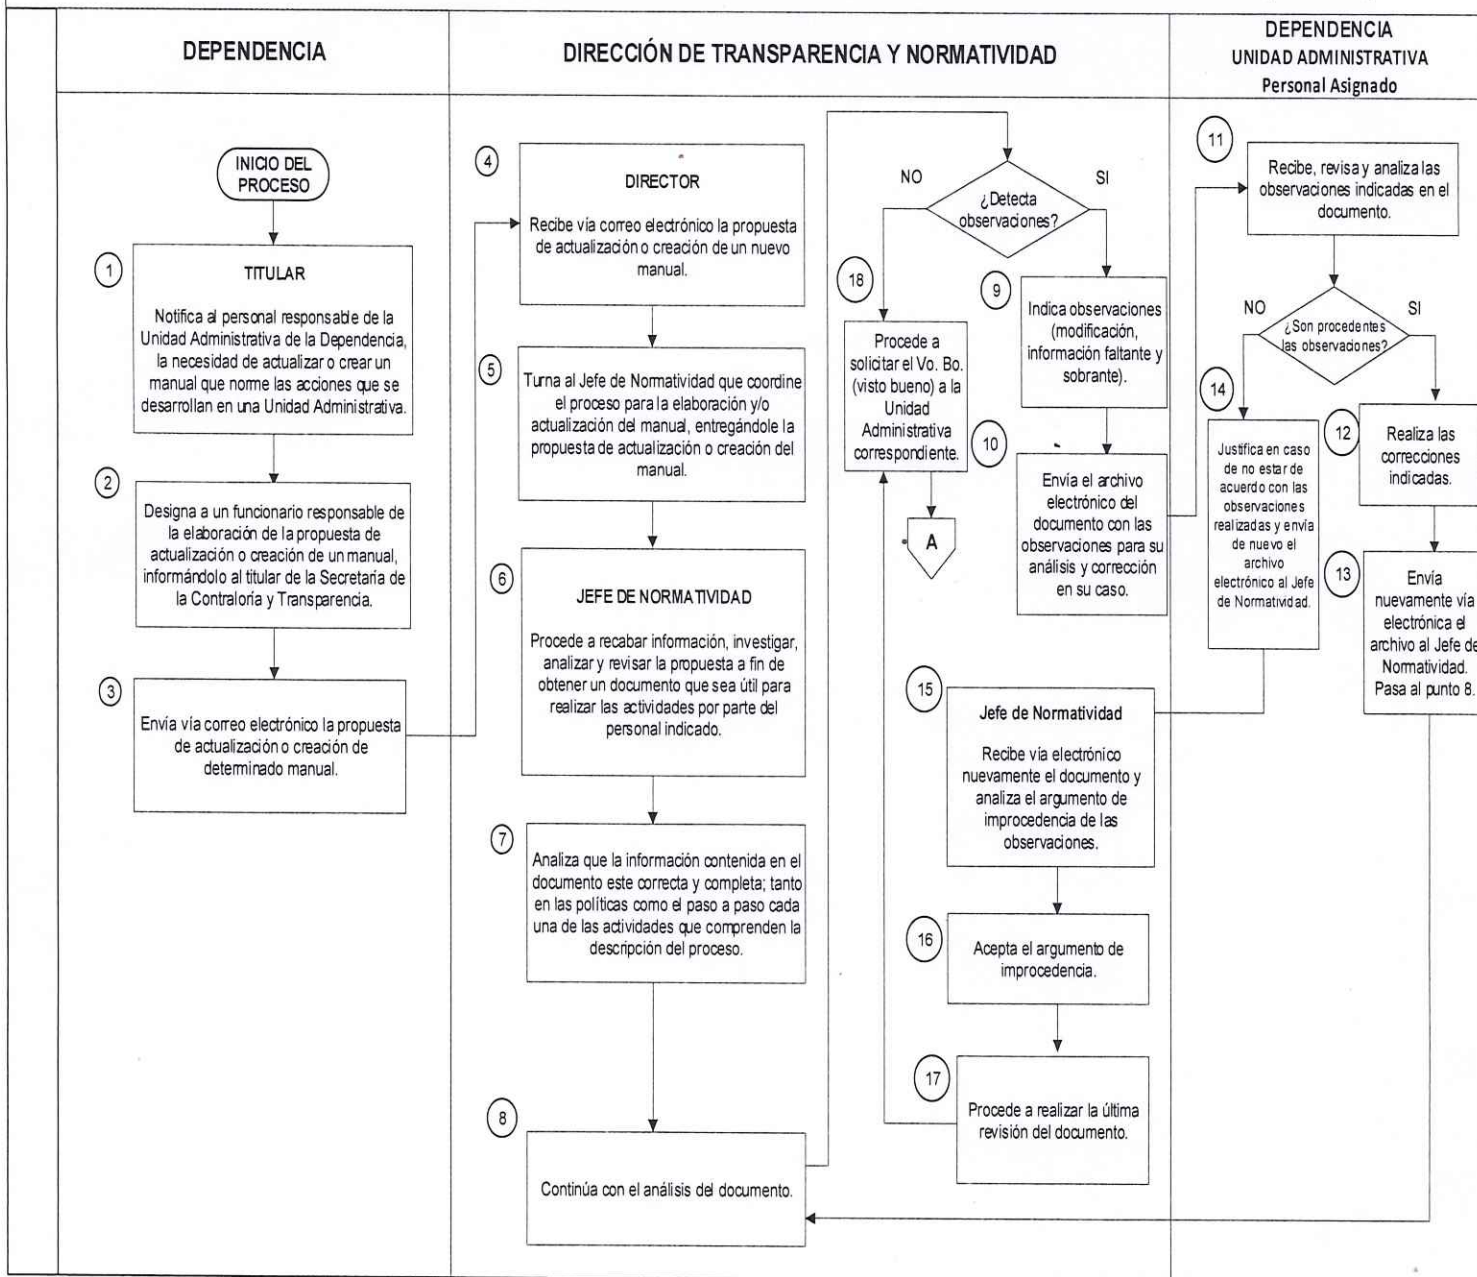 DEPENDENCIA
DIRECCIÓN DE TRANSPARENCIA Y NORMATIVIDAD
DEPENDENCIA
UNIDAD ADMINISTRATIVA
Personal Asignado
INICIO DEL
PROCESO
1
TITULAR
Notifica al personal responsable de la
Unidad Administrativa de la Dependencia,
la necesidad de actualizar o crear un
manual que norme las acciones que se
desarrollan en una Unidad Administrativa.
2
Designa a un funcionario responsable de
la elaboración de la propuesta de
actualización o creación de un manual,
informándolo al titular de la Secretaría de
la Contraloría y Transparencia.
3
Envía vía correo electrónico la propuesta
de actualización o creación de
determinado manual.
4
DIRECTOR
Recibe vía correo electrónico la propuesta
de actualización o creación de un nuevo
manual.
5
Turna al Jefe de Normatividad que coordine
el proceso para la elaboración y/o
actualización del manual, entregándole la
propuesta de actualización o creación del
manual.
6
JEFE DE NORMATIVIDAD
Procede a recabar información, investigar,
analizar y revisar la propuesta a fin de
obtener un documento que sea útil para
realizar las actividades por parte del
personal indicado.
7
Analiza que la información contenida en el
documento este correcta y completa; tanto
en las políticas como el paso a paso cada
una de las actividades que comprenden la
descripción del proceso.
8
Continúa con el análisis del documento.
NO
¿Detecta
observaciones?
SI
18
Procede a
solicitar el Vo. Bo.
(visto bueno) a la
Unidad
Administrativa
correspondiente.
A
9
Indica observaciones
(modificación,
información faltante y
sobrante).
10
Envía el archivo
electrónico del
documento con las
observaciones para su
análisis y corrección
en su caso.
15
Jefe de Normatividad
Recibe vía electrónico
nuevamente el documento y
analiza el argumento de
improcedencia de las
observaciones.
16
Acepta el argumento de
improcedencia.
17
Procede a realizar la última
revisión del documento.
11
Recibe, revisa y analiza las
observaciones indicadas en el
documento.
NO
¿Son procedentes
las observaciones?
SI
14
Justifica en caso
de no estar de
acuerdo con las
observaciones
realizadas y envía
de nuevo el
archivo
electrónico al Jefe
de Normatividad.
12
Realiza las
correcciones
indicadas.
13
Envía
nuevamente vía
electrónica el
archivo al Jefe de
Normatividad.
Pasa al punto 8.